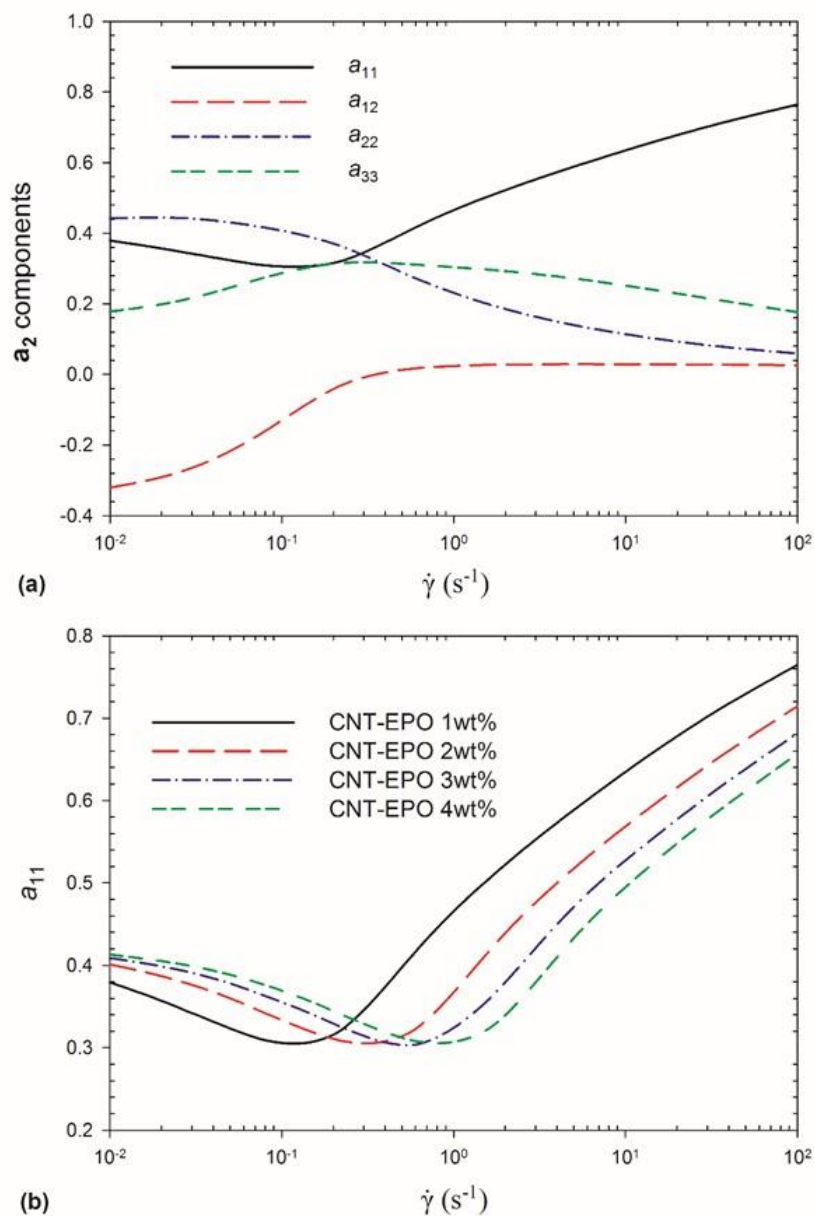 1.0
0.8
0.6
0.4
0.2
0.0
-0.2
-0.4
a₂ components
a₁₁
a₁₂
a₂₂
a₃₃
10⁻² 10⁻¹ 10⁰ 10¹ 10²
(a)
γ̇ (s⁻¹)
0.8
0.7
0.6
0.5
0.4
0.3
0.2
a₁₁
CNT-EPO 1wt%
CNT-EPO 2wt%
CNT-EPO 3wt%
CNT-EPO 4wt%
10⁻² 10⁻¹ 10⁰ 10¹ 10²
(b)
γ̇ (s⁻¹)